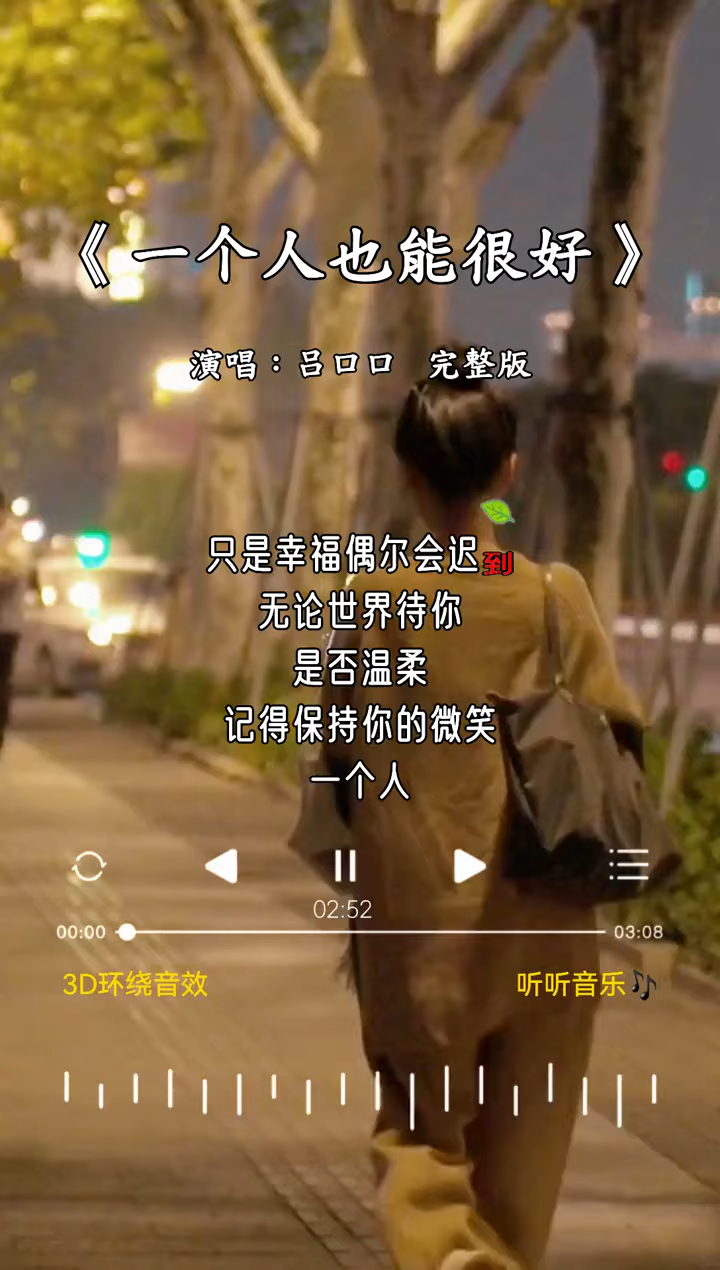 《一个人也能很好》
演唱：吕口口 完整版
只是幸福偶尔会迟到
无论世界待你
是否温柔
记得保持你的微笑
一个人
02:52
00:00 03:08
3D环绕音效 听听音乐